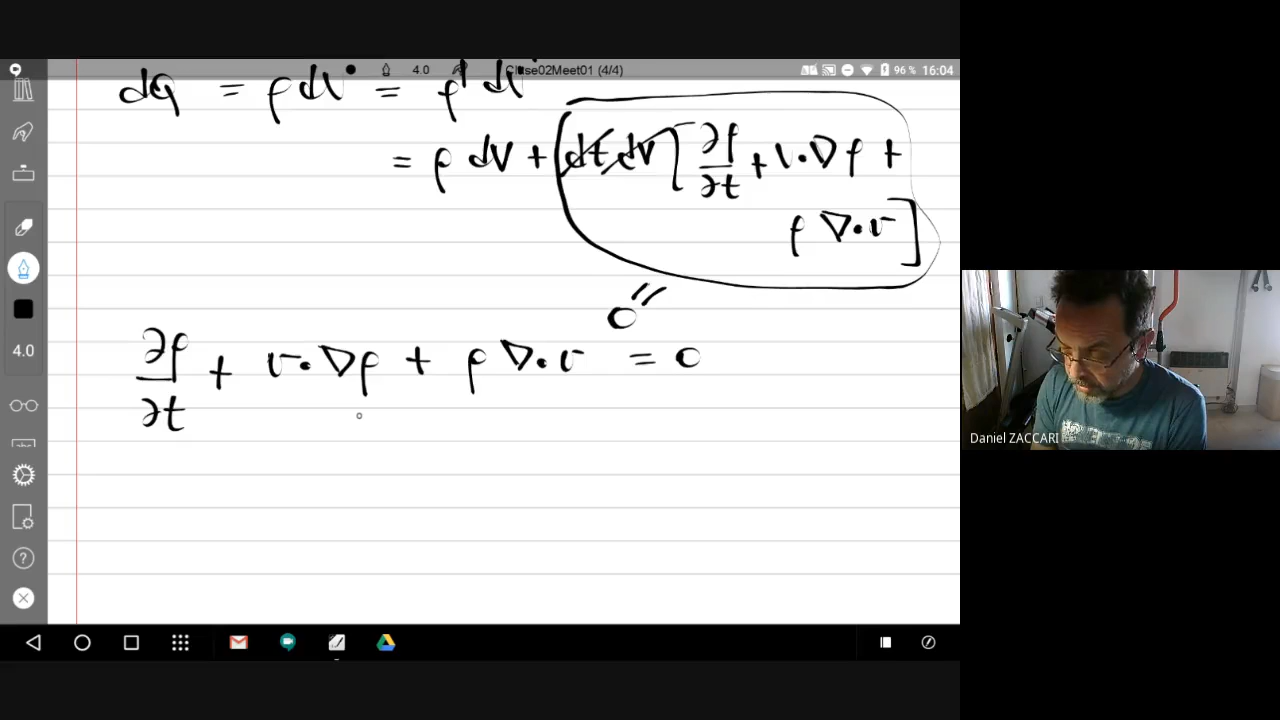 4.0 Clase02Meet01 (4/4) 96 % 16:04
dQ = ρ dV = ρ' dV'
= ρ dV + dt dV [ ∂ρ/∂t + v·∇ρ +
ρ ∇·v ]
0
∂ρ/∂t + v·∇ρ + ρ ∇·v = 0
4.0
Daniel ZACCARI